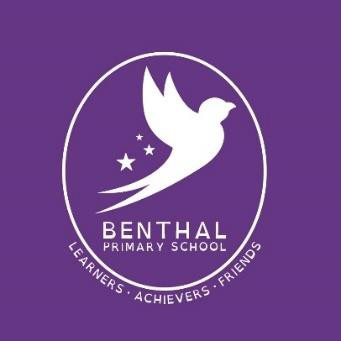 BENTHAL
PRIMARY SCHOOL
LEARNERS · ACHIEVERS · FRIENDS